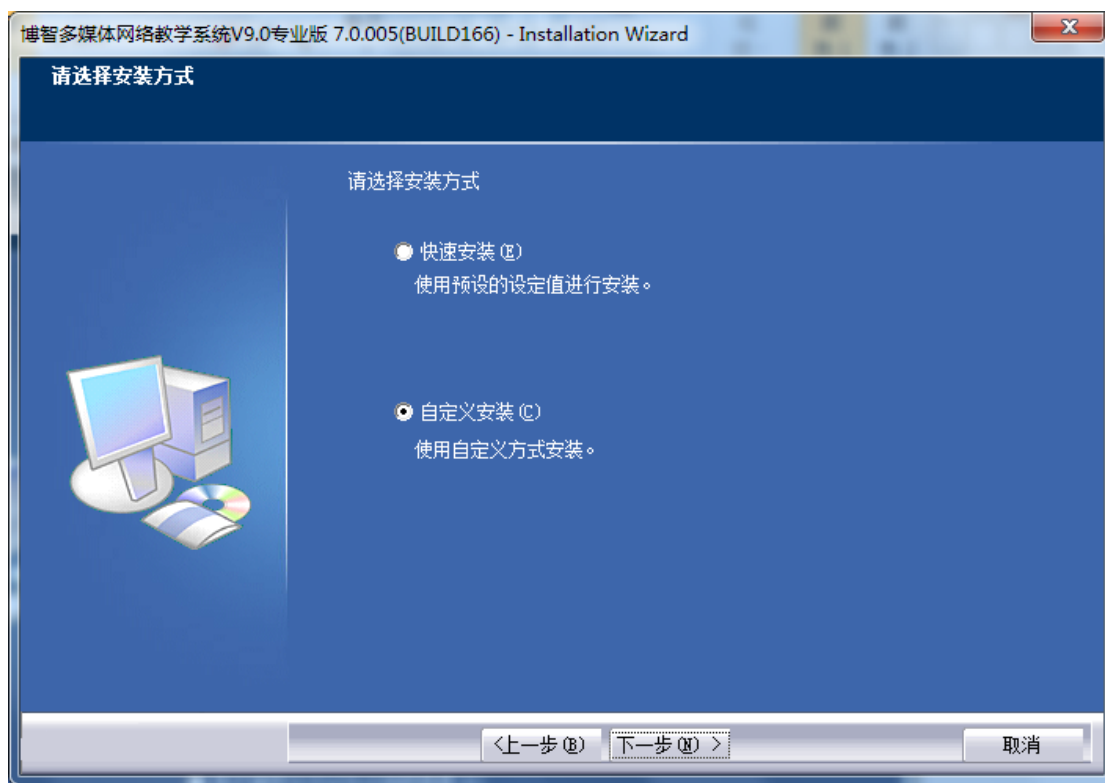 博智多媒体网络教学系统V9.0专业版 7.0.005(BUILD166) - Installation Wizard
请选择安装方式
请选择安装方式
快速安装(E)
使用预设的设定值进行安装。
自定义安装(C)
使用自定义方式安装。
<上一步(B) 下一步(N) > 取消